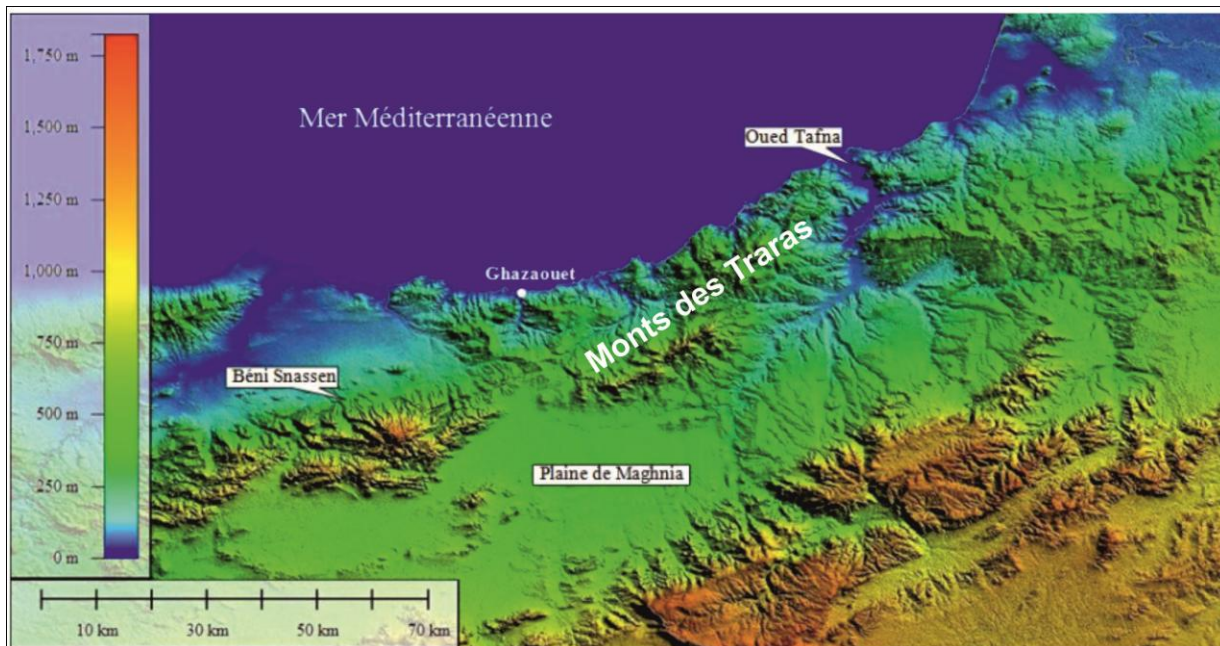 1,750 m
1,500 m
1,250 m
1,000 m
750 m
500 m
250 m
0 m
Mer Méditerranéenne
Oued Tafna
Ghazaouet
Monts des Traras
Béni Snassen
Plaine de Maghnia
10 km 30 km 50 km 70 km